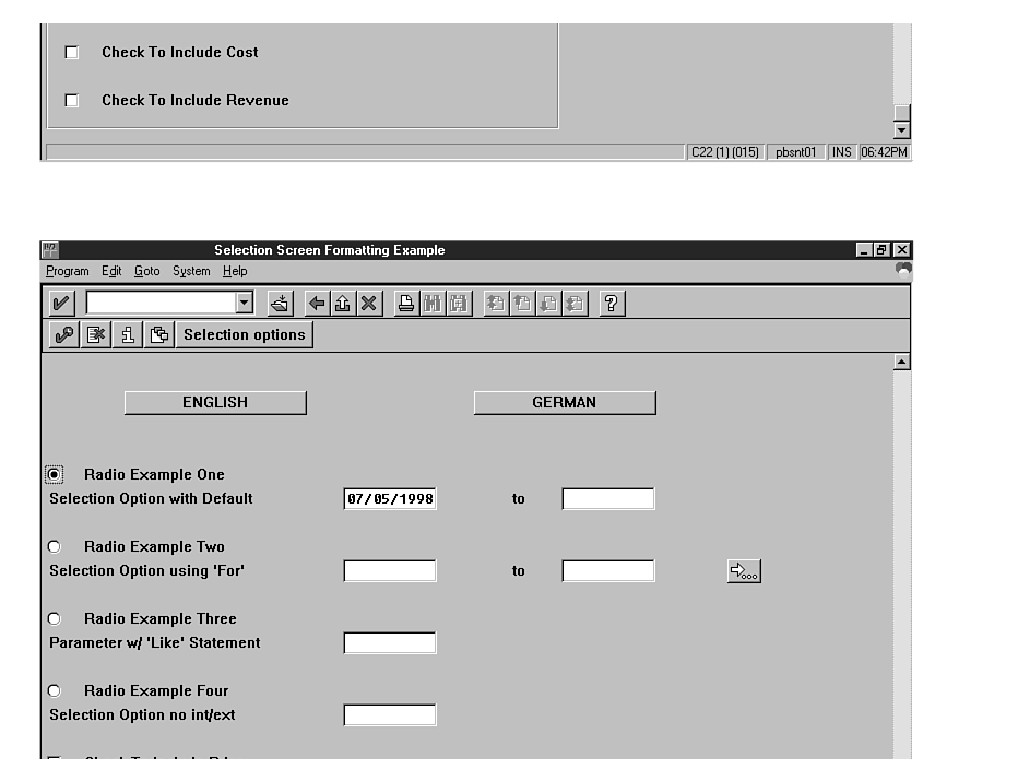 Check To Include Cost
Check To Include Revenue
C22 (1) (015) pbsnt01 INS 06:42PM
Selection Screen Formatting Example
Program Edit Goto System Help
Selection options
ENGLISH GERMAN
Radio Example One
Selection Option with Default 07/05/1998 to
Radio Example Two
Selection Option using 'For' to
Radio Example Three
Parameter w/ 'Like' Statement
Radio Example Four
Selection Option no int/ext